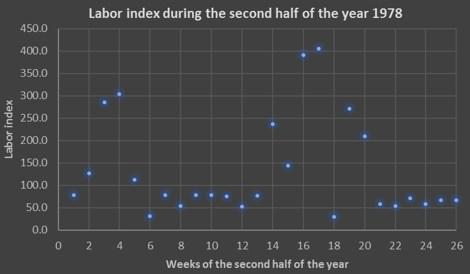 Labor index during the second half of the year 1978
450.0
400.0
350.0
300.0
250.0
200.0
150.0
100.0
50.0
0.0
Labor index
0 2 4 6 8 10 12 14 16 18 20 22 24 26
Weeks of the second half of the year